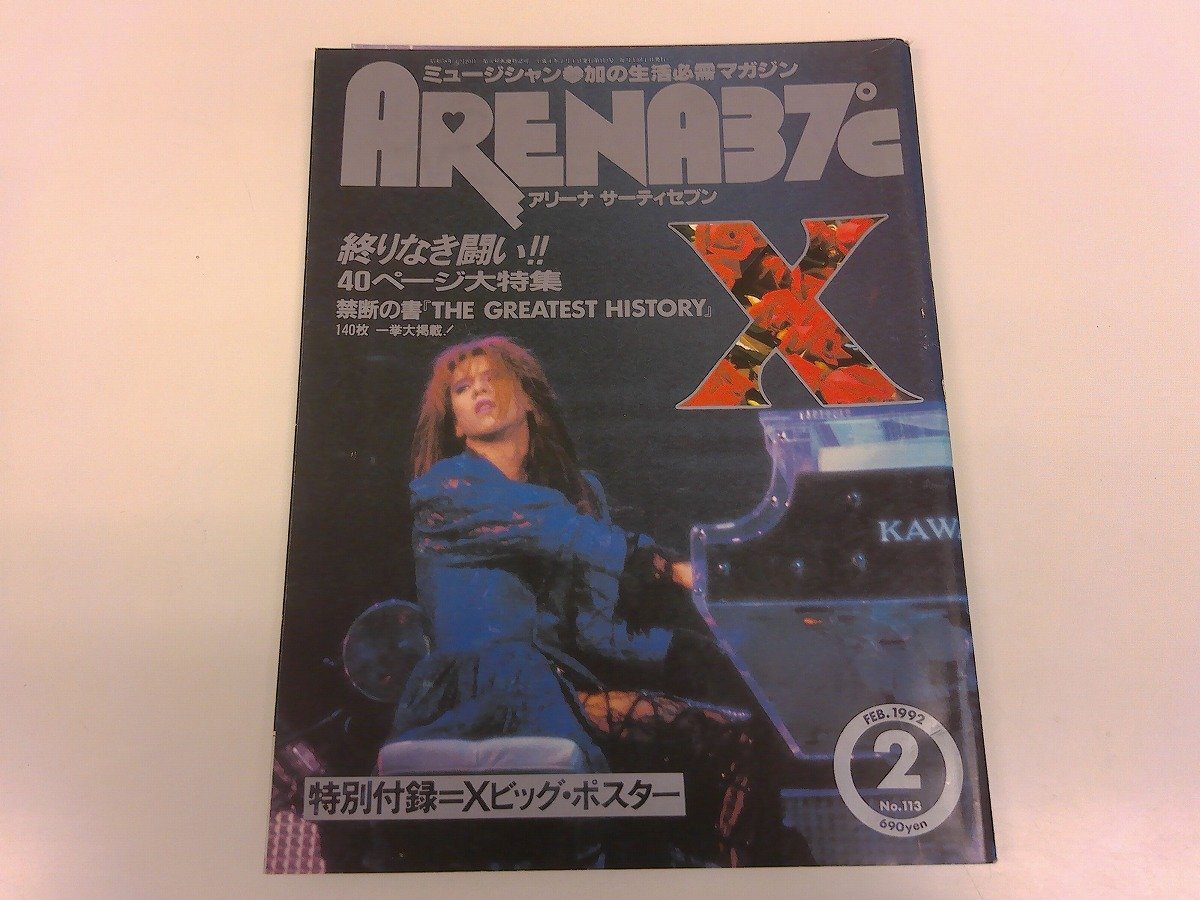 ミュージシャン参加の生活必需マガジン
ARENA37℃
アリーナ サーティセブン
X
終りなき闘い!!
40ページ大特集
禁断の書『THE GREATEST HISTORY』
140枚 一挙大掲載!
KAWA
特別付録=Xビッグ・ポスター
FEB. 1992
2
No.113
690yen